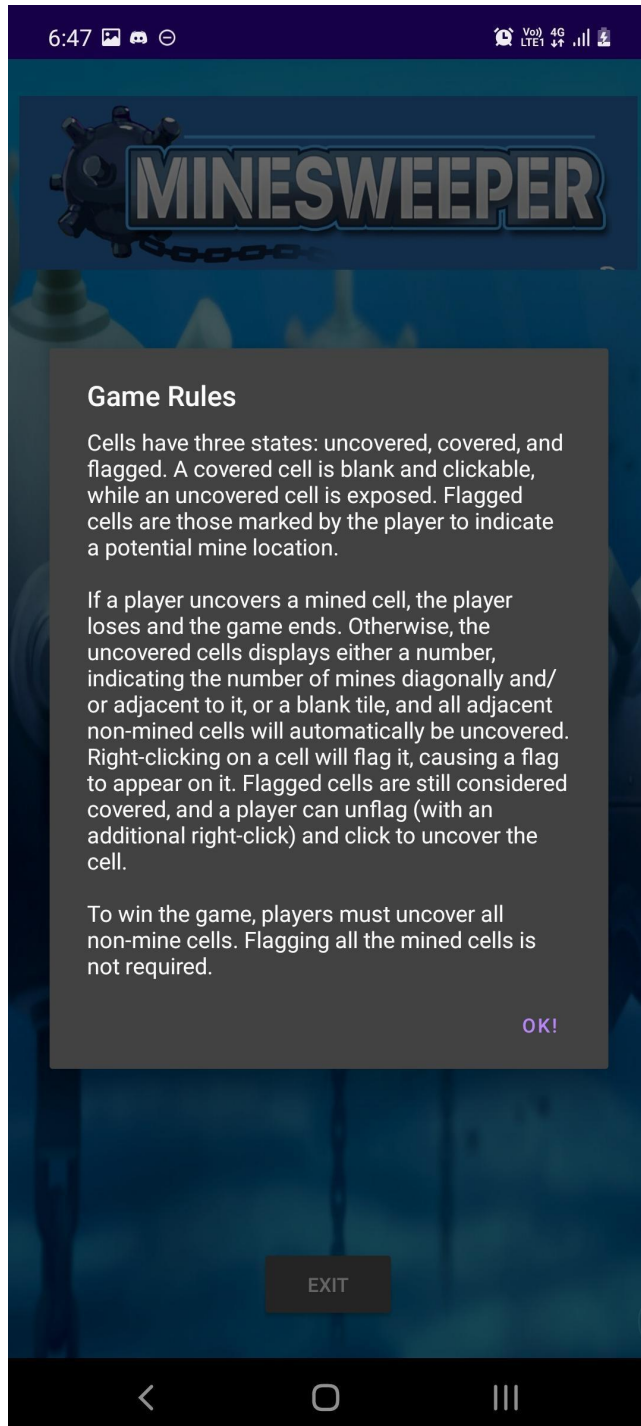 6:47
Vo)) 4G
LTE1
MINESWEEPER
Game Rules
Cells have three states: uncovered, covered, and
flagged. A covered cell is blank and clickable,
while an uncovered cell is exposed. Flagged
cells are those marked by the player to indicate
a potential mine location.
If a player uncovers a mined cell, the player
loses and the game ends. Otherwise, the
uncovered cells displays either a number,
indicating the number of mines diagonally and/
or adjacent to it, or a blank tile, and all adjacent
non-mined cells will automatically be uncovered.
Right-clicking on a cell will flag it, causing a flag
to appear on it. Flagged cells are still considered
covered, and a player can unflag (with an
additional right-click) and click to uncover the
cell.
To win the game, players must uncover all
non-mine cells. Flagging all the mined cells is
not required.
OK!
EXIT